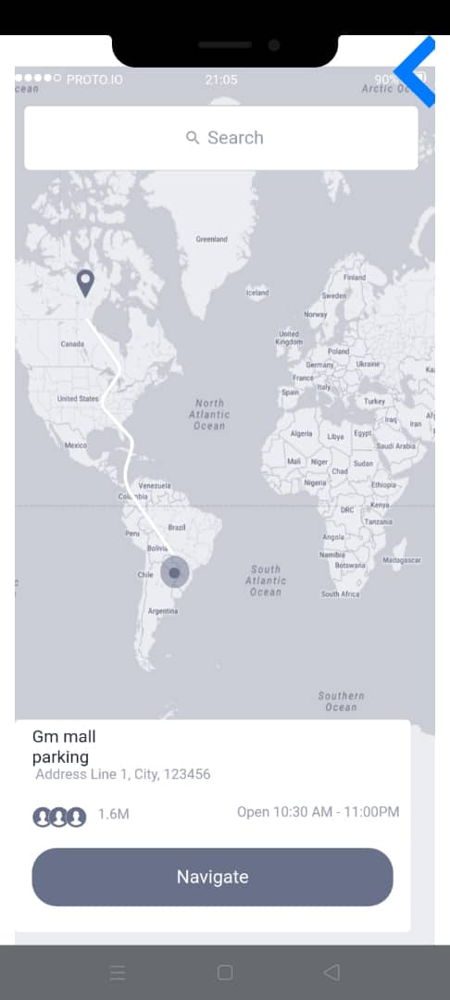 PROTO.IO 21:05 90%
cean Arctic Oc
Search
Greenland
Finland
Iceland
Sweden
Norway
United
Kingdom
Canada
Poland
Germany Ukraine
France
Italy
Spain
United States
North
Atlantic
Ocean
Turkey
Iraq
Iran
Algeria Libya Egypt
Saudi Arabia
Mexico
Mali Niger Sudan
Chad
Nigeria Ethiopia
Venezuela
Colombia
DRC Kenya
Tanzania
Peru Brazil
Angola
Bolivia
Namibia
Botswana Madagascar
Chile
South
Atlantic
Ocean
South Africa
Argentina
Southern
Ocean
Gm mall
parking
Address Line 1, City, 123456
1.6M Open 10:30 AM - 11:00PM
Navigate